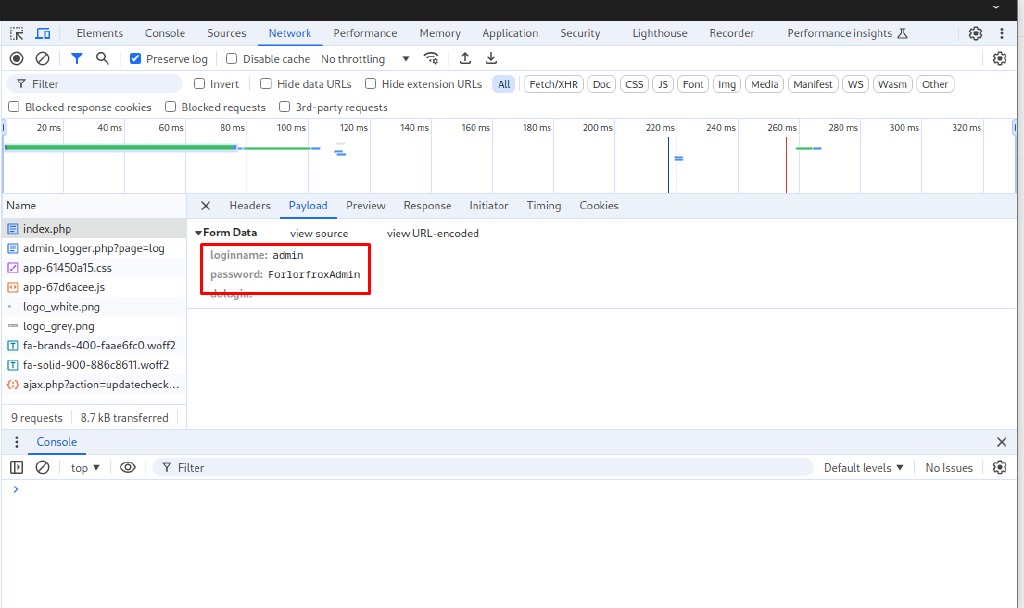 Elements Console Sources Network Performance Memory Application Security Lighthouse Recorder Performance insights
Preserve log Disable cache No throttling
Filter Invert Hide data URLs Hide extension URLs All Fetch/XHR Doc CSS JS Font Img Media Manifest WS Wasm Other
Blocked response cookies Blocked requests 3rd-party requests
20 ms 40 ms 60 ms 80 ms 100 ms 120 ms 140 ms 160 ms 180 ms 200 ms 220 ms 240 ms 260 ms 280 ms 300 ms 320 ms
Name Headers Payload Preview Response Initiator Timing Cookies
index.php
admin_logger.php?page=log
app-61450a15.css
app-67d6acee.js
logo_white.png
logo_grey.png
fa-brands-400-faae6fc0.woff2
fa-solid-900-886c8611.woff2
ajax.php?action=updatecheck...
Form Data view source view URL-encoded
loginname: admin
password: ForlorfroxAdmin
dologin:
9 requests 8.7 kB transferred
Console
top Filter Default levels No Issues